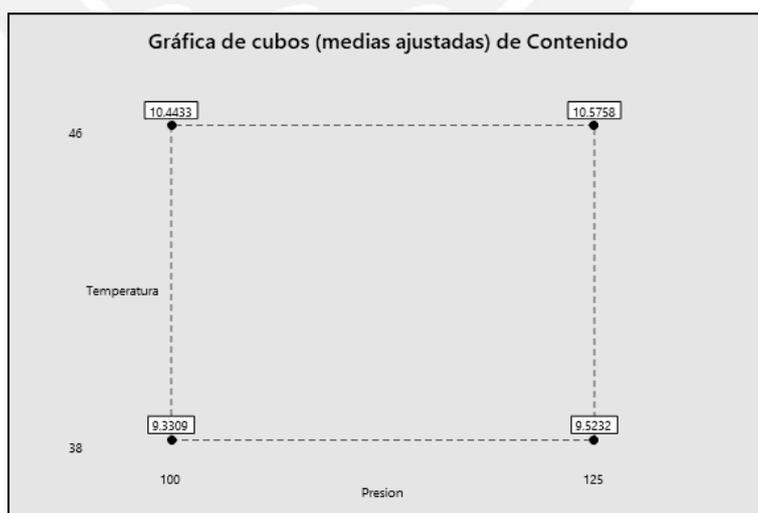 Gráfica de cubos (medias ajustadas) de Contenido
10.4433 10.5758
46
Temperatura
9.3309 9.5232
38
100 125
Presion